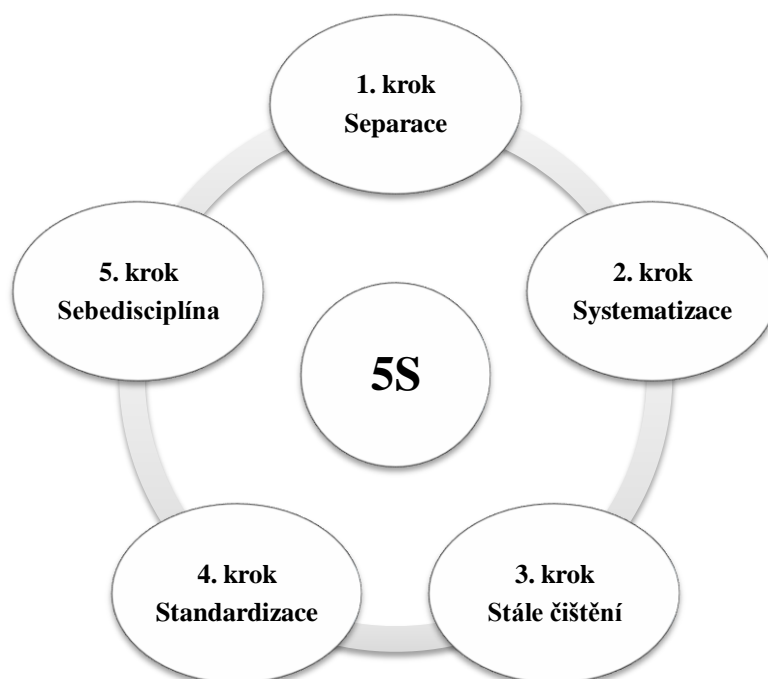 1. krok
Separace
5. krok
Sebedisciplína
2. krok
Systematizace
5S
4. krok
Standardizace
3. krok
Stále čištění